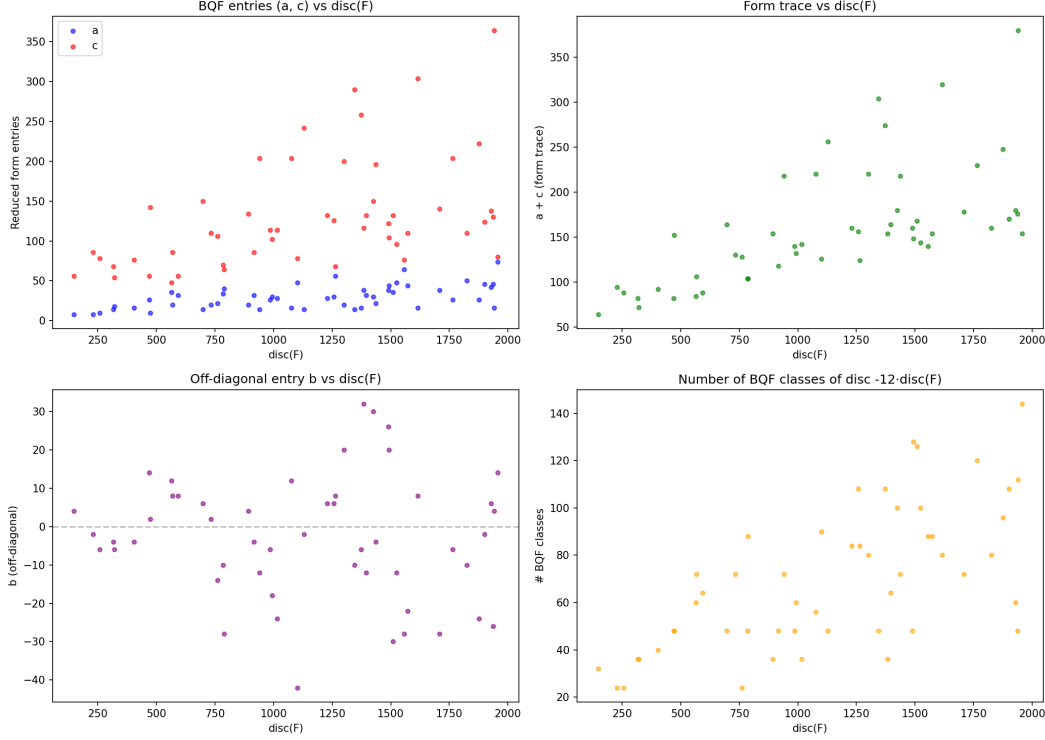 BQF entries (a, c) vs disc(F)
a
c
Reduced form entries
350
300
250
200
150
100
50
0
250 500 750 1000 1250 1500 1750 2000
disc(F)
Form trace vs disc(F)
a + c (form trace)
350
300
250
200
150
100
50
250 500 750 1000 1250 1500 1750 2000
disc(F)
Off-diagonal entry b vs disc(F)
b (off-diagonal)
30
20
10
0
−10
−20
−30
−40
250 500 750 1000 1250 1500 1750 2000
disc(F)
Number of BQF classes of disc -12·disc(F)
# BQF classes
140
120
100
80
60
40
20
250 500 750 1000 1250 1500 1750 2000
disc(F)